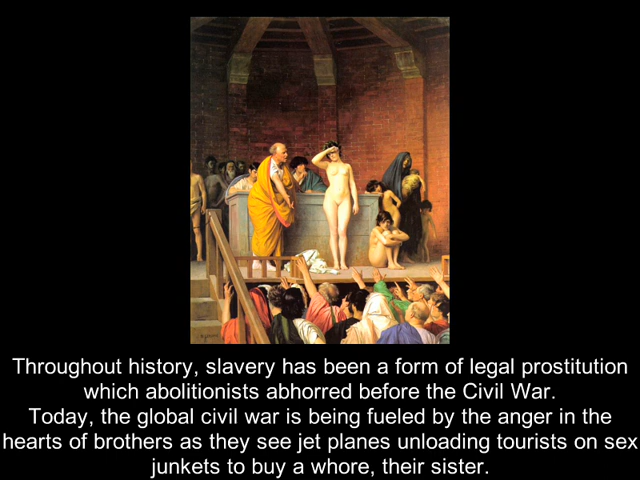 Throughout history, slavery has been a form of legal prostitution
which abolitionists abhorred before the Civil War.
Today, the global civil war is being fueled by the anger in the
hearts of brothers as they see jet planes unloading tourists on sex
junkets to buy a whore, their sister.